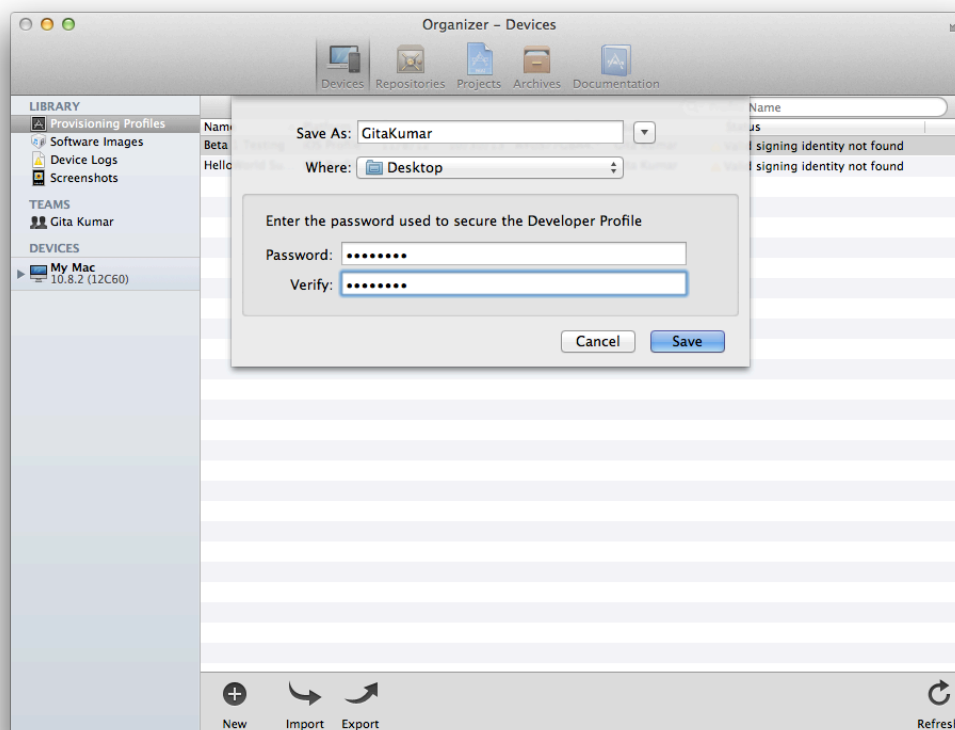 Organizer – Devices
Devices Repositories Projects Archives Documentation
LIBRARY
Provisioning Profiles
Software Images
Device Logs
Screenshots
TEAMS
Gita Kumar
DEVICES
My Mac
10.8.2 (12C60)
Name
Save As: GitaKumar
Where: Desktop
Enter the password used to secure the Developer Profile
Password: ••••••••
Verify: ••••••••
Cancel Save
Name
Beta Testing
signing identity not found
Hello
signing identity not found
New Import Export Refresh